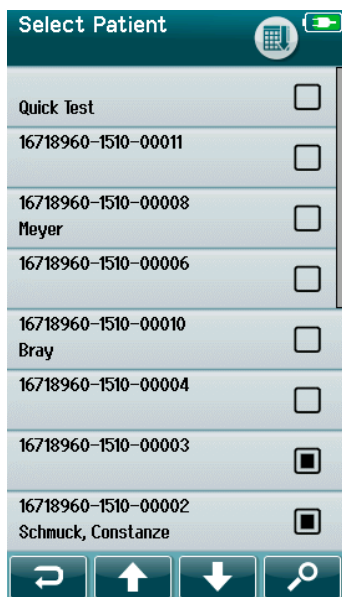 Select Patient
Quick Test
16718960-1510-00011
16718960-1510-00008
Meyer
16718960-1510-00006
16718960-1510-00010
Bray
16718960-1510-00004
16718960-1510-00003
16718960-1510-00002
Schmuck, Constanze